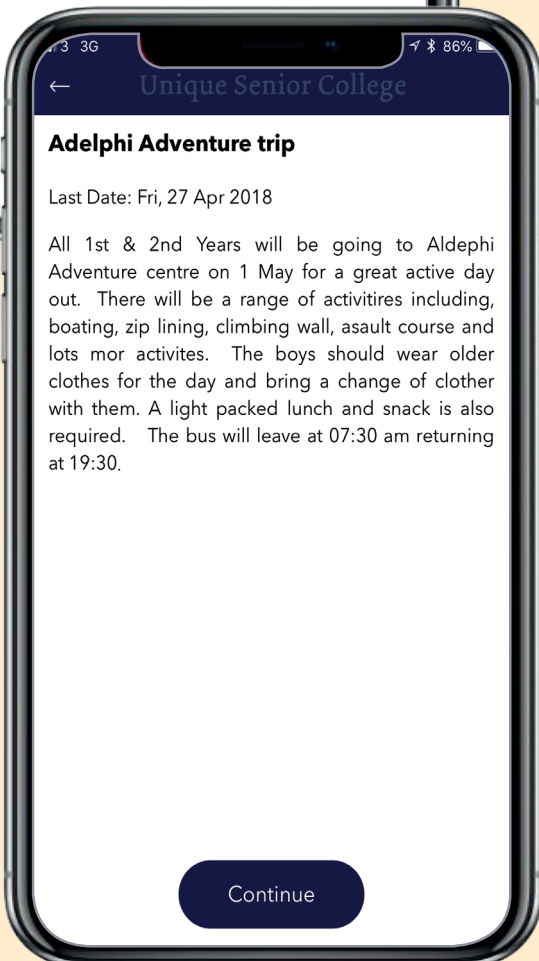 3 3G 86%
← Unique Senior College
Adelphi Adventure trip
Last Date: Fri, 27 Apr 2018
All 1st & 2nd Years will be going to Aldephi
Adventure centre on 1 May for a great active day
out. There will be a range of activitires including,
boating, zip lining, climbing wall, asault course and
lots mor activites. The boys should wear older
clothes for the day and bring a change of clother
with them. A light packed lunch and snack is also
required. The bus will leave at 07:30 am returning
at 19:30.
Continue